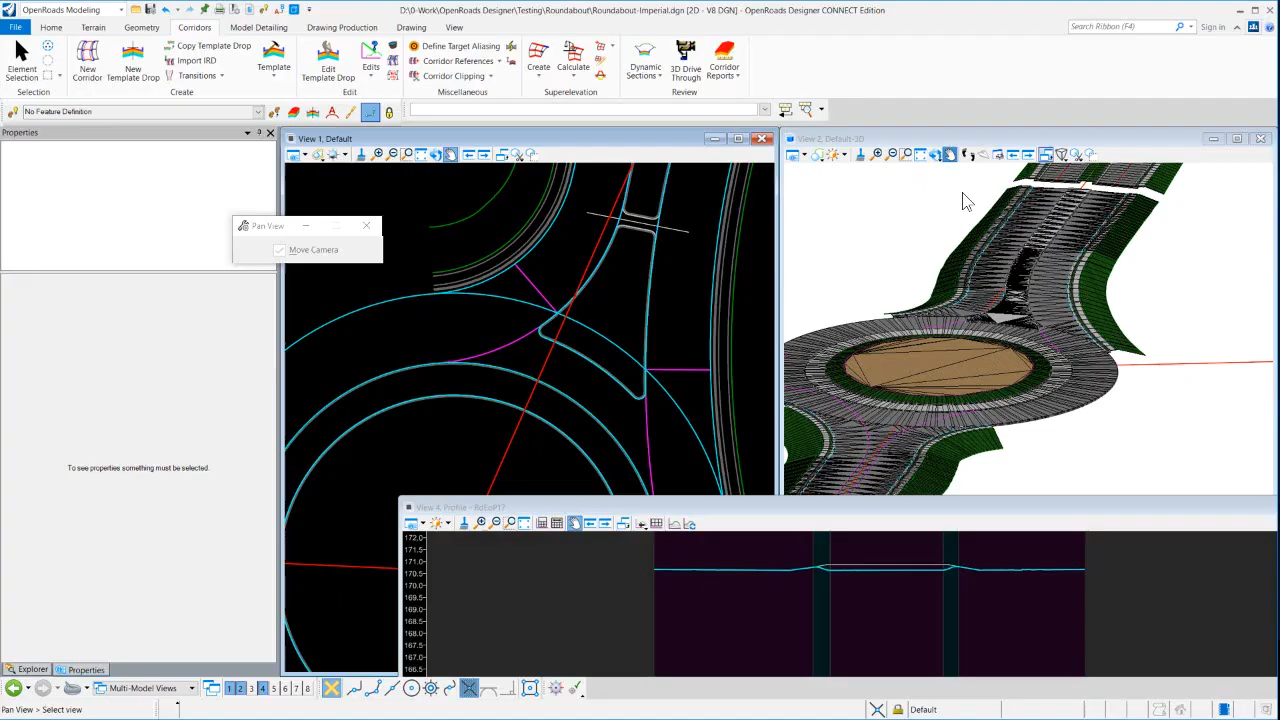 OpenRoads Modeling
D:\0-Work\OpenRoads Designer\Testing\Roundabout\Roundabout-Imperial.dgn [2D - V8 DGN] - OpenRoads Designer CONNECT Edition
File
Home
Terrain
Geometry
Corridors
Model Detailing
Drawing Production
Drawing
View
Search Ribbon (F4)
Sign in
Element Selection
New Corridor
New Template Drop
Copy Template Drop
Import IRD
Transitions
Template
Edit Template Drop
Edits
Define Target Aliasing
Corridor References
Corridor Clipping
Create
Calculate
Dynamic Sections
3D Drive Through
Corridor Reports
Selection
Create
Edit
Miscellaneous
Superelevation
Review
No Feature Definition
Properties
To see properties something must be selected.
Pan View
Move Camera
View 1, Default
View 2, Default-3D
View 4, Profile - RdEoP17
172.0
171.5
171.0
170.5
170.0
169.5
169.0
168.5
168.0
167.5
167.0
166.5
Explorer
Properties
Multi-Model Views
1 2 3 4 5 6 7 8
Pan View > Select view
Default